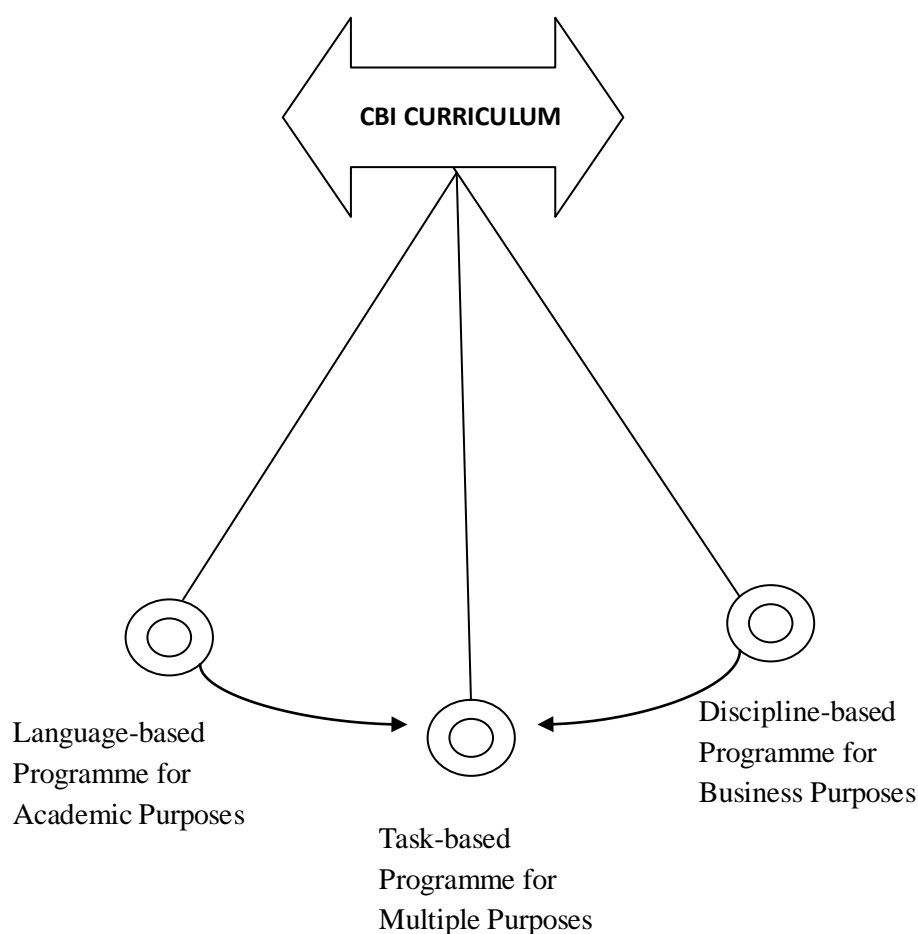 CBI CURRICULUM
Language-based
Programme for
Academic Purposes
Task-based
Programme for
Multiple Purposes
Discipline-based
Programme for
Business Purposes